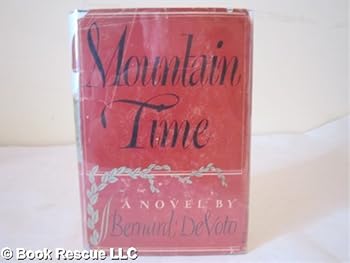 Mountain
Time
A NOVEL BY
Bernard DeVoto
© Book Rescue LLC